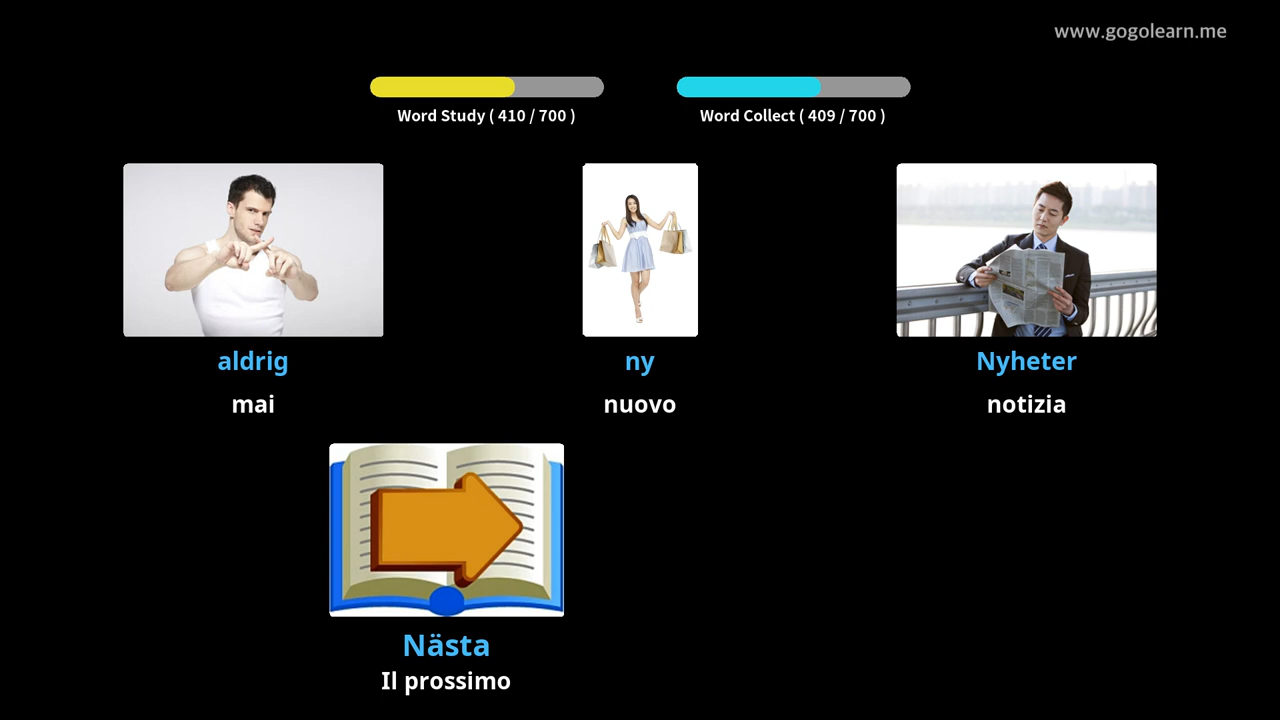 www.gogolearn.me
Word Study ( 410 / 700 )
Word Collect ( 409 / 700 )
aldrig
mai
ny
nuovo
Nyheter
notizia
Nästa
Il prossimo